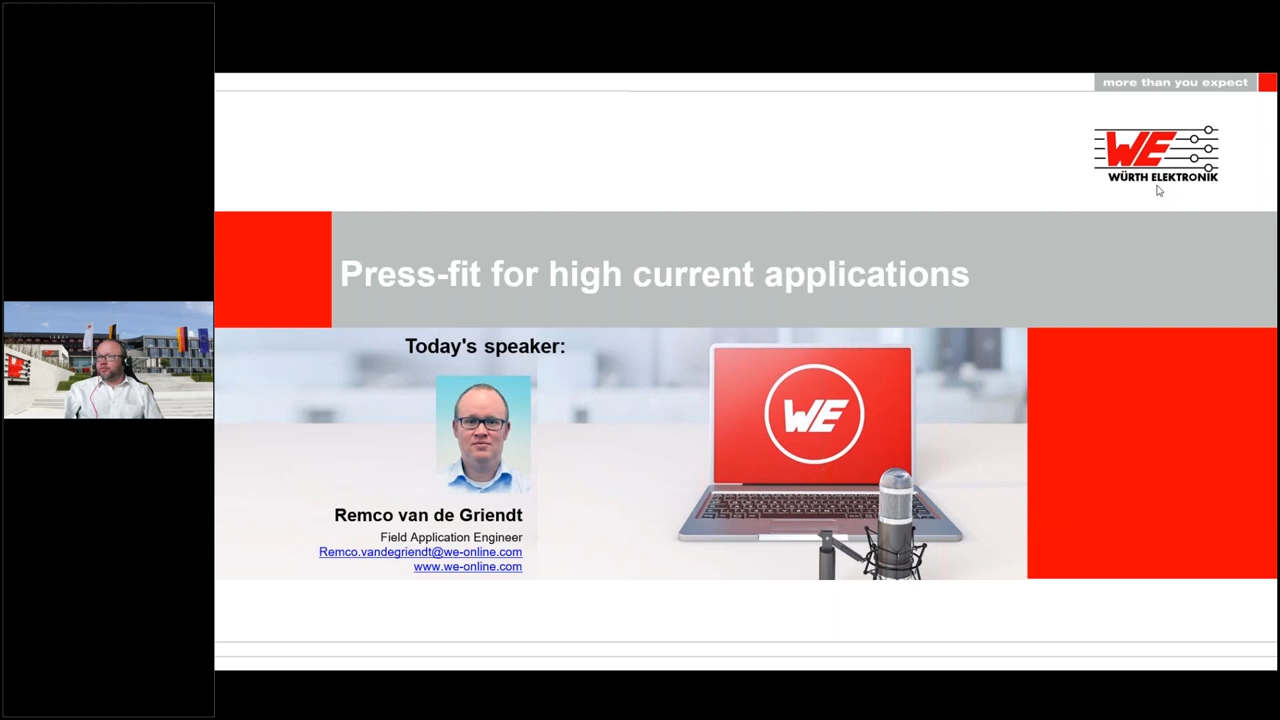 more than you expect
WE
WÜRTH ELEKTRONIK
Press-fit for high current applications
Today's speaker:
WE
WE
Remco van de Griendt
Field Application Engineer
Remco.vandegriendt@we-online.com
www.we-online.com